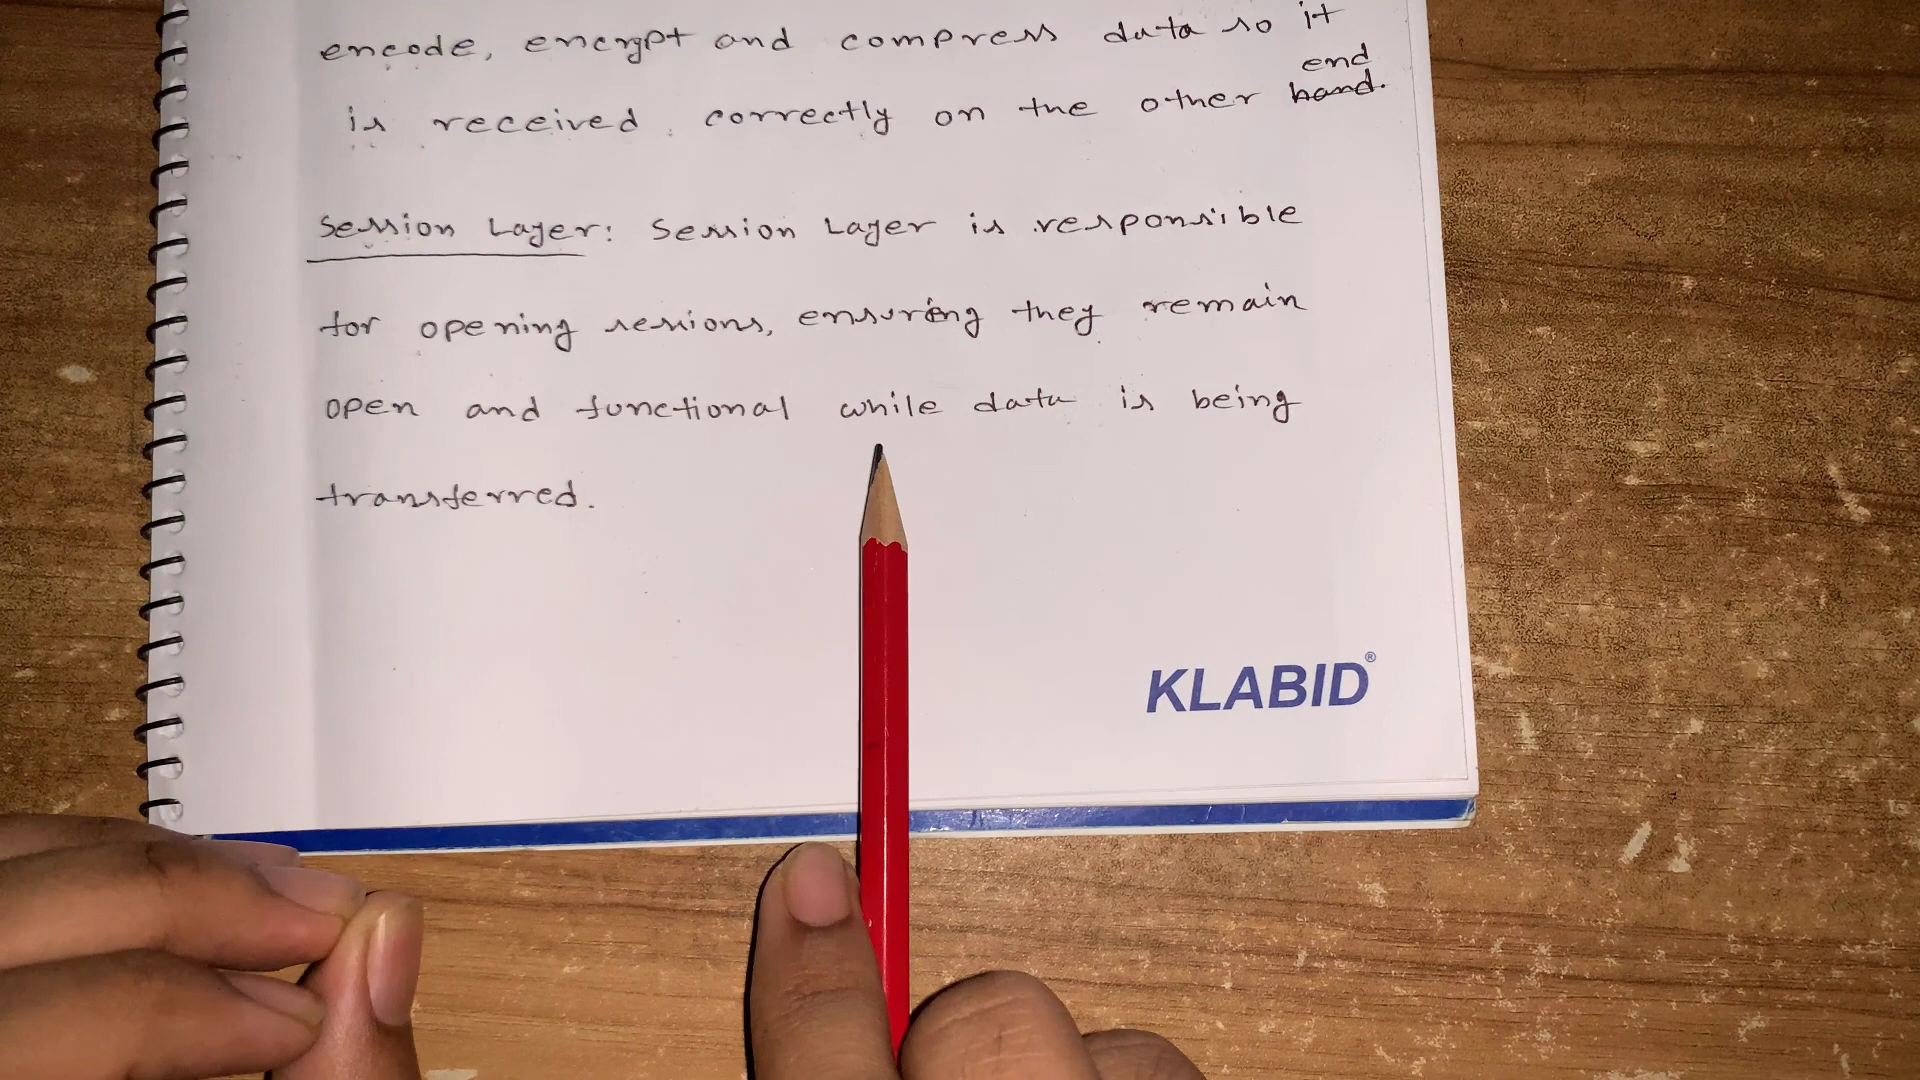 encode, encrypt and compress data so it
end
is received correctly on the other hand.
Session Layer: Session Layer is responsible
for opening sessions, ensuring they remain
open and functional while data is being
transferred.
KLABID®